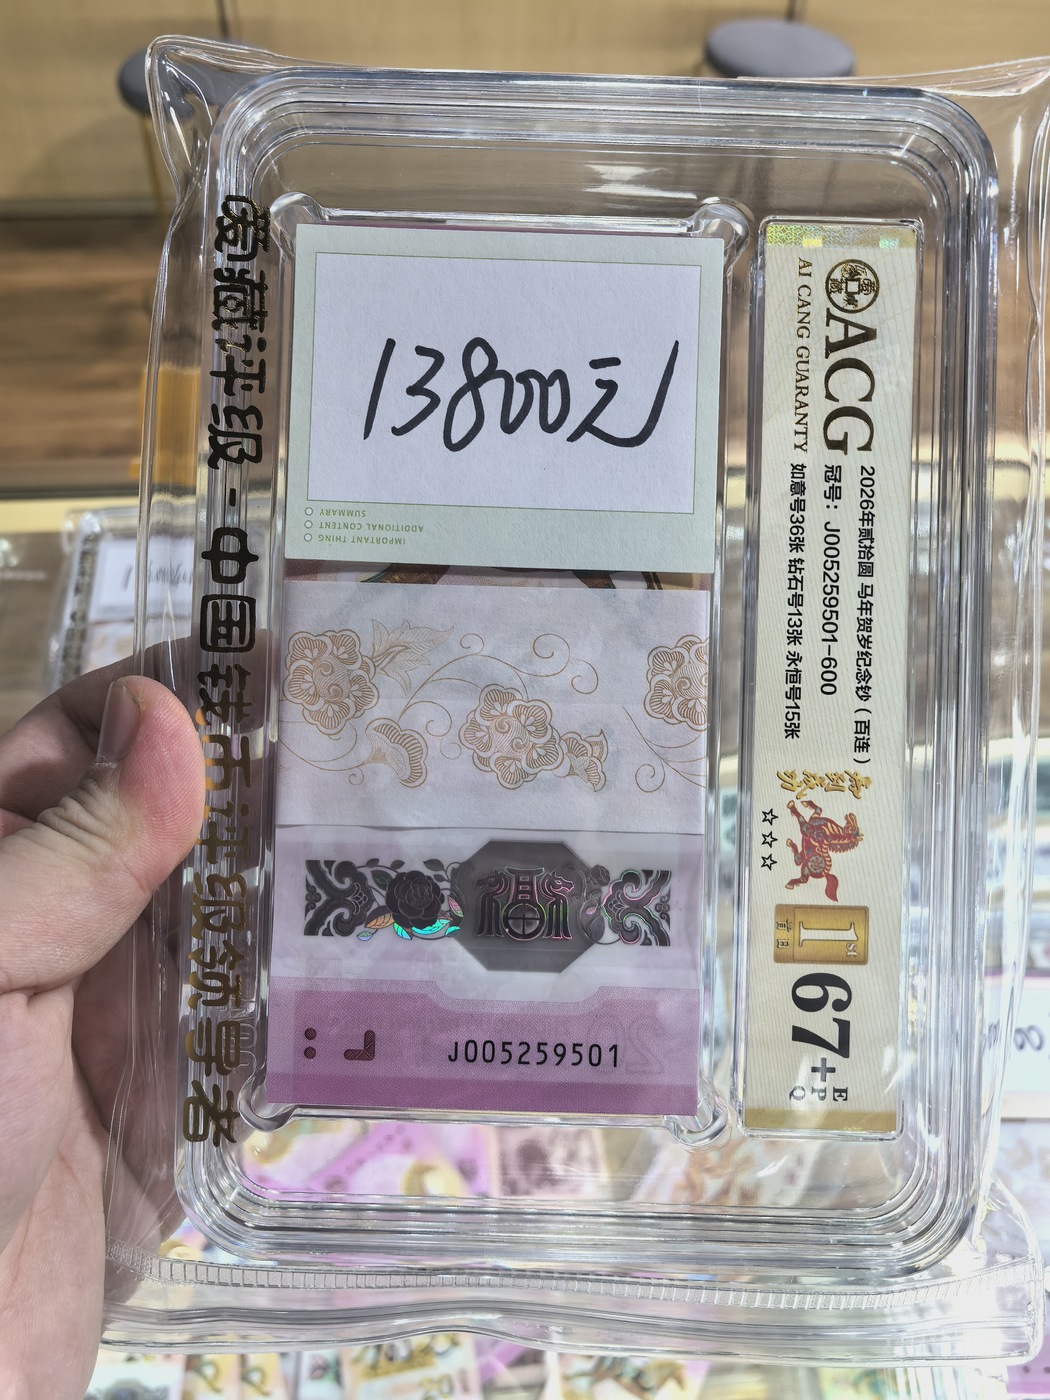 爱藏评级-中国钱币评级领导者
13800元
SUMMARY
ADDITIONAL CONTENT
IMPORTANT THING
J005259501
ACG
AI CANG GUARANTY
2026年贰拾圆 马年贺岁纪念钞（百连）
冠号：J005259501-600
如意号36张 钻石号13张 永恒号15张
☆☆☆
1st
首期
67+
E
P
Q